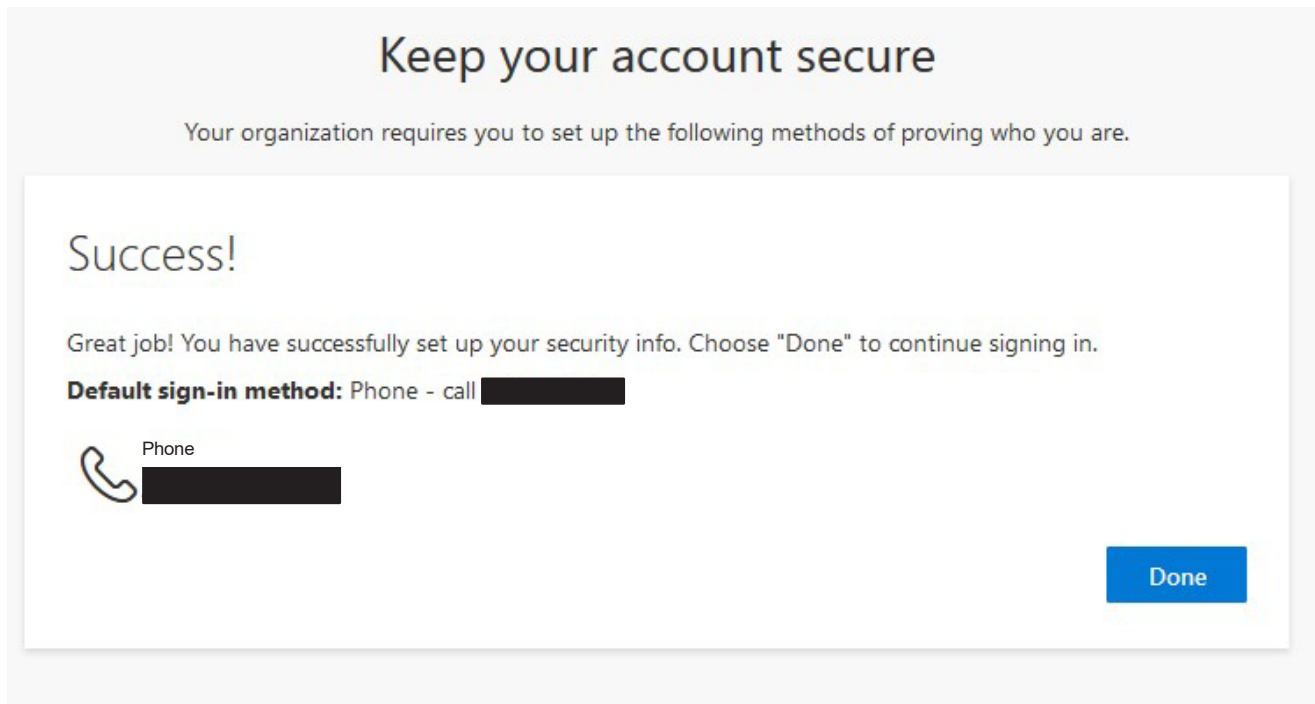 Keep your account secure
Your organization requires you to set up the following methods of proving who you are.
Success!
Great job! You have successfully set up your security info. Choose "Done" to continue signing in.
Default sign-in method: Phone - call
Phone
Done